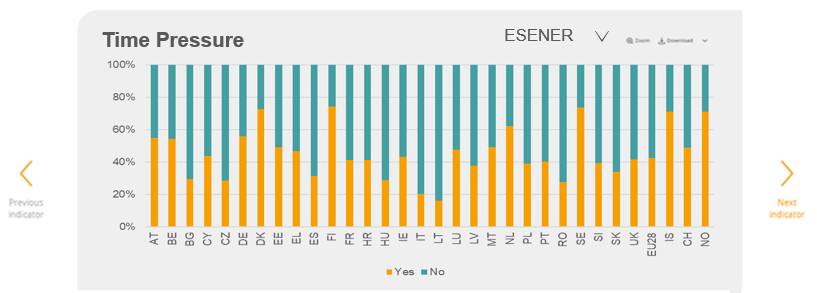 Time Pressure
ESENER
Zoom
Download
100%
80%
60%
40%
20%
0%
AT BE BG CY CZ DE DK EE EL ES FI FR HR HU IE IT LT LU LV MT NL PL PT RO SE SI SK UK EU28 IS CH NO
Yes No
Previous
indicator
Next
indicator